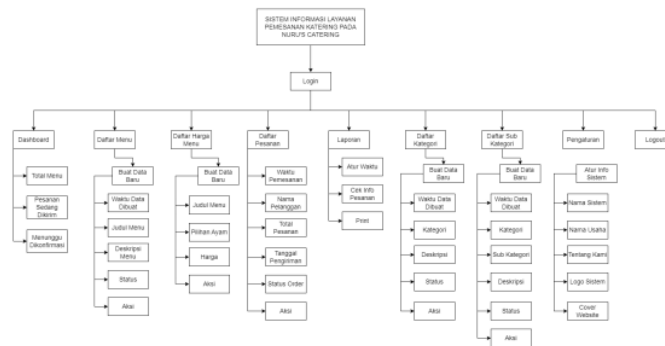 SISTEM INFORMASI LAYANAN
PEMESANAN KATERING PADA
NURU'S CATERING
Login
Dashboard
Daftar Menu
Daftar Harga
Menu
Daftar
Pesanan
Laporan
Daftar
Kategori
Daftar Sub
Kategori
Pengaturan
Logout
Total Menu
Pesanan
Sedang
Dikirim
Menunggu
Dikonfirmasi
Buat Data
Baru
Waktu Data
Dibuat
Judul Menu
Deskripsi
Menu
Status
Aksi
Buat Data
Baru
Judul Menu
Pilihan Ayam
Harga
Aksi
Waktu
Pemesanan
Nama
Pelanggan
Total
Pesanan
Tanggal
Pengiriman
Status Order
Aksi
Atur Waktu
Cek Info
Pesanan
Print
Buat Data
Baru
Waktu Data
Dibuat
Kategori
Deskripsi
Status
Aksi
Buat Data
Baru
Waktu Data
Dibuat
Kategori
Sub Kategori
Deskripsi
Status
Aksi
Atur Info
Sistem
Nama Sistem
Nama Usaha
Tentang Kami
Logo Sistem
Cover
Website